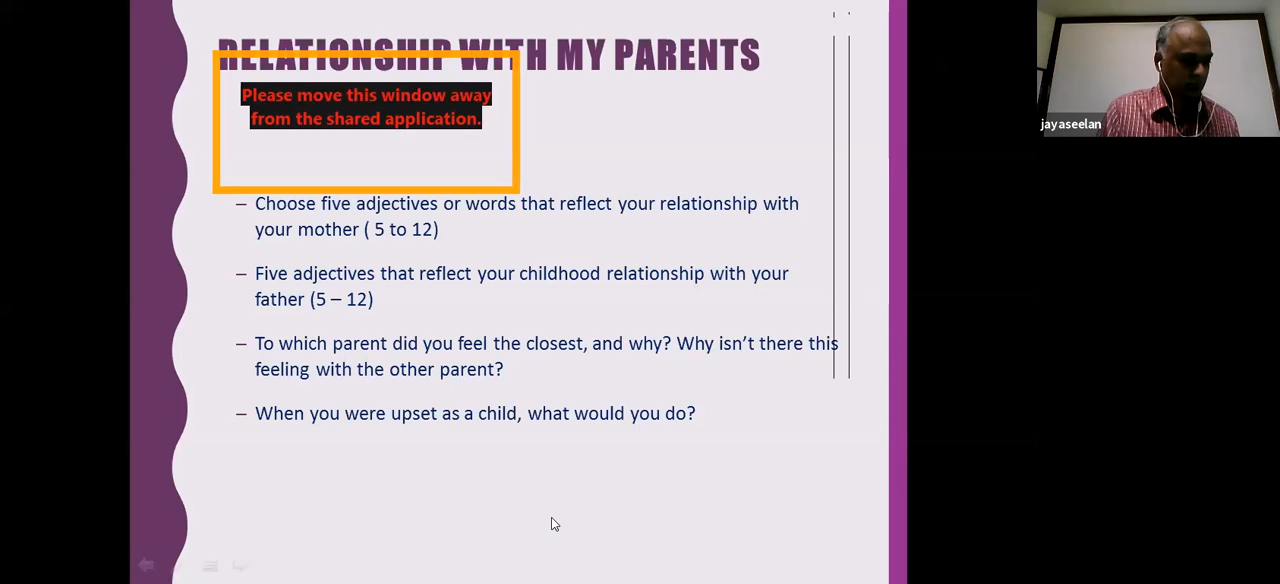 RELATIONSHIP WITH MY PARENTS
Please move this window away
from the shared application.
jayaseelan
– Choose five adjectives or words that reflect your relationship with
your mother ( 5 to 12)
– Five adjectives that reflect your childhood relationship with your
father (5 – 12)
– To which parent did you feel the closest, and why? Why isn’t there this
feeling with the other parent?
– When you were upset as a child, what would you do?